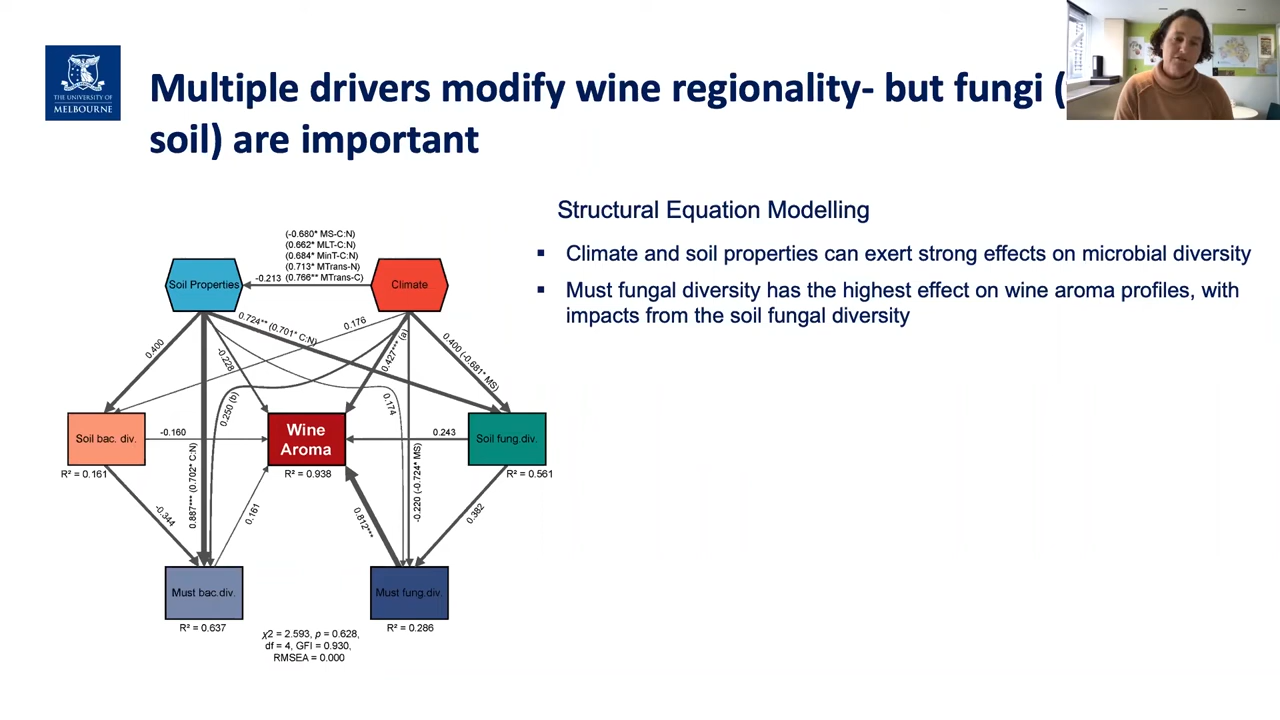 THE UNIVERSITY OF
MELBOURNE
Multiple drivers modify wine regionality- but fungi (
soil) are important
Structural Equation Modelling
▪ Climate and soil properties can exert strong effects on microbial diversity
▪ Must fungal diversity has the highest effect on wine aroma profiles, with
impacts from the soil fungal diversity
(-0.680* MS-C:N)
(0.662* MLT-C:N)
(0.684* MinT-C:N)
(0.713* MTrans-N)
-0.213 (0.766** MTrans-C)
Soil Properties
Climate
0.400
0.724** (0.701* C:N)
0.176
-0.228
0.427*** (a)
0.400 (-0.681* MS)
0.250 (b)
0.174
Soil bac. div.
-0.160
Wine
Aroma
0.243
Soil fung.div.
R² = 0.161
R² = 0.938
R² = 0.561
-0.344
0.887*** (0.702* C:N)
0.161
0.812***
-0.220 (-0.724* MS)
0.382
Must bac.div.
Must fung.div.
R² = 0.637
R² = 0.286
χ2 = 2.593, p = 0.628,
df = 4, GFI = 0.930,
RMSEA = 0.000